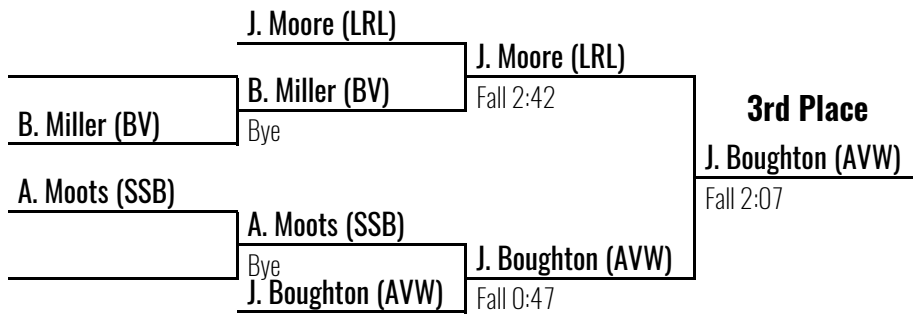 J. Moore (LRL)
J. Moore (LRL)
B. Miller (BV)
Fall 2:42
3rd Place
B. Miller (BV)
Bye
J. Boughton (AVW)
A. Moots (SSB)
Fall 2:07
A. Moots (SSB)
Bye
J. Boughton (AVW)
J. Boughton (AVW)
Fall 0:47